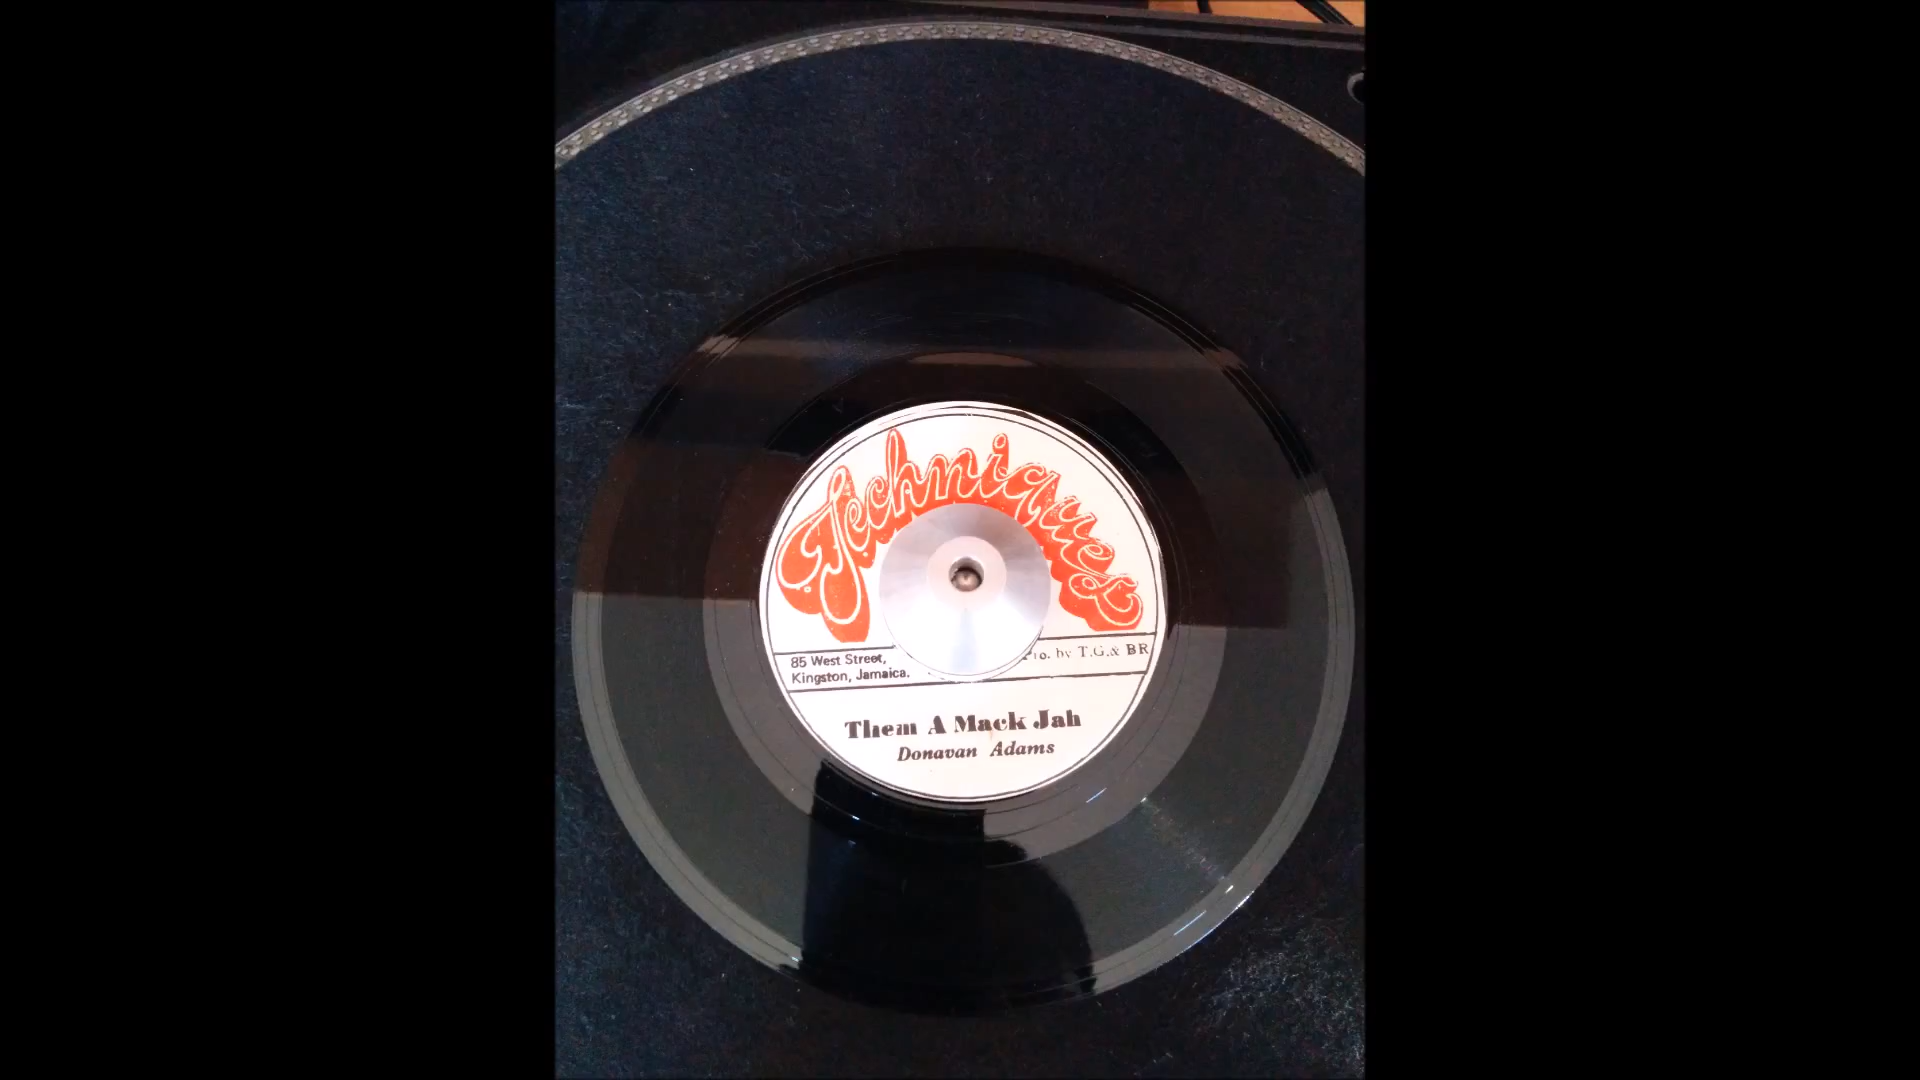 Techniques
85 West Street,
Kingston, Jamaica.
by T.G.& BR
Them A Mack Jah
Donavan Adams